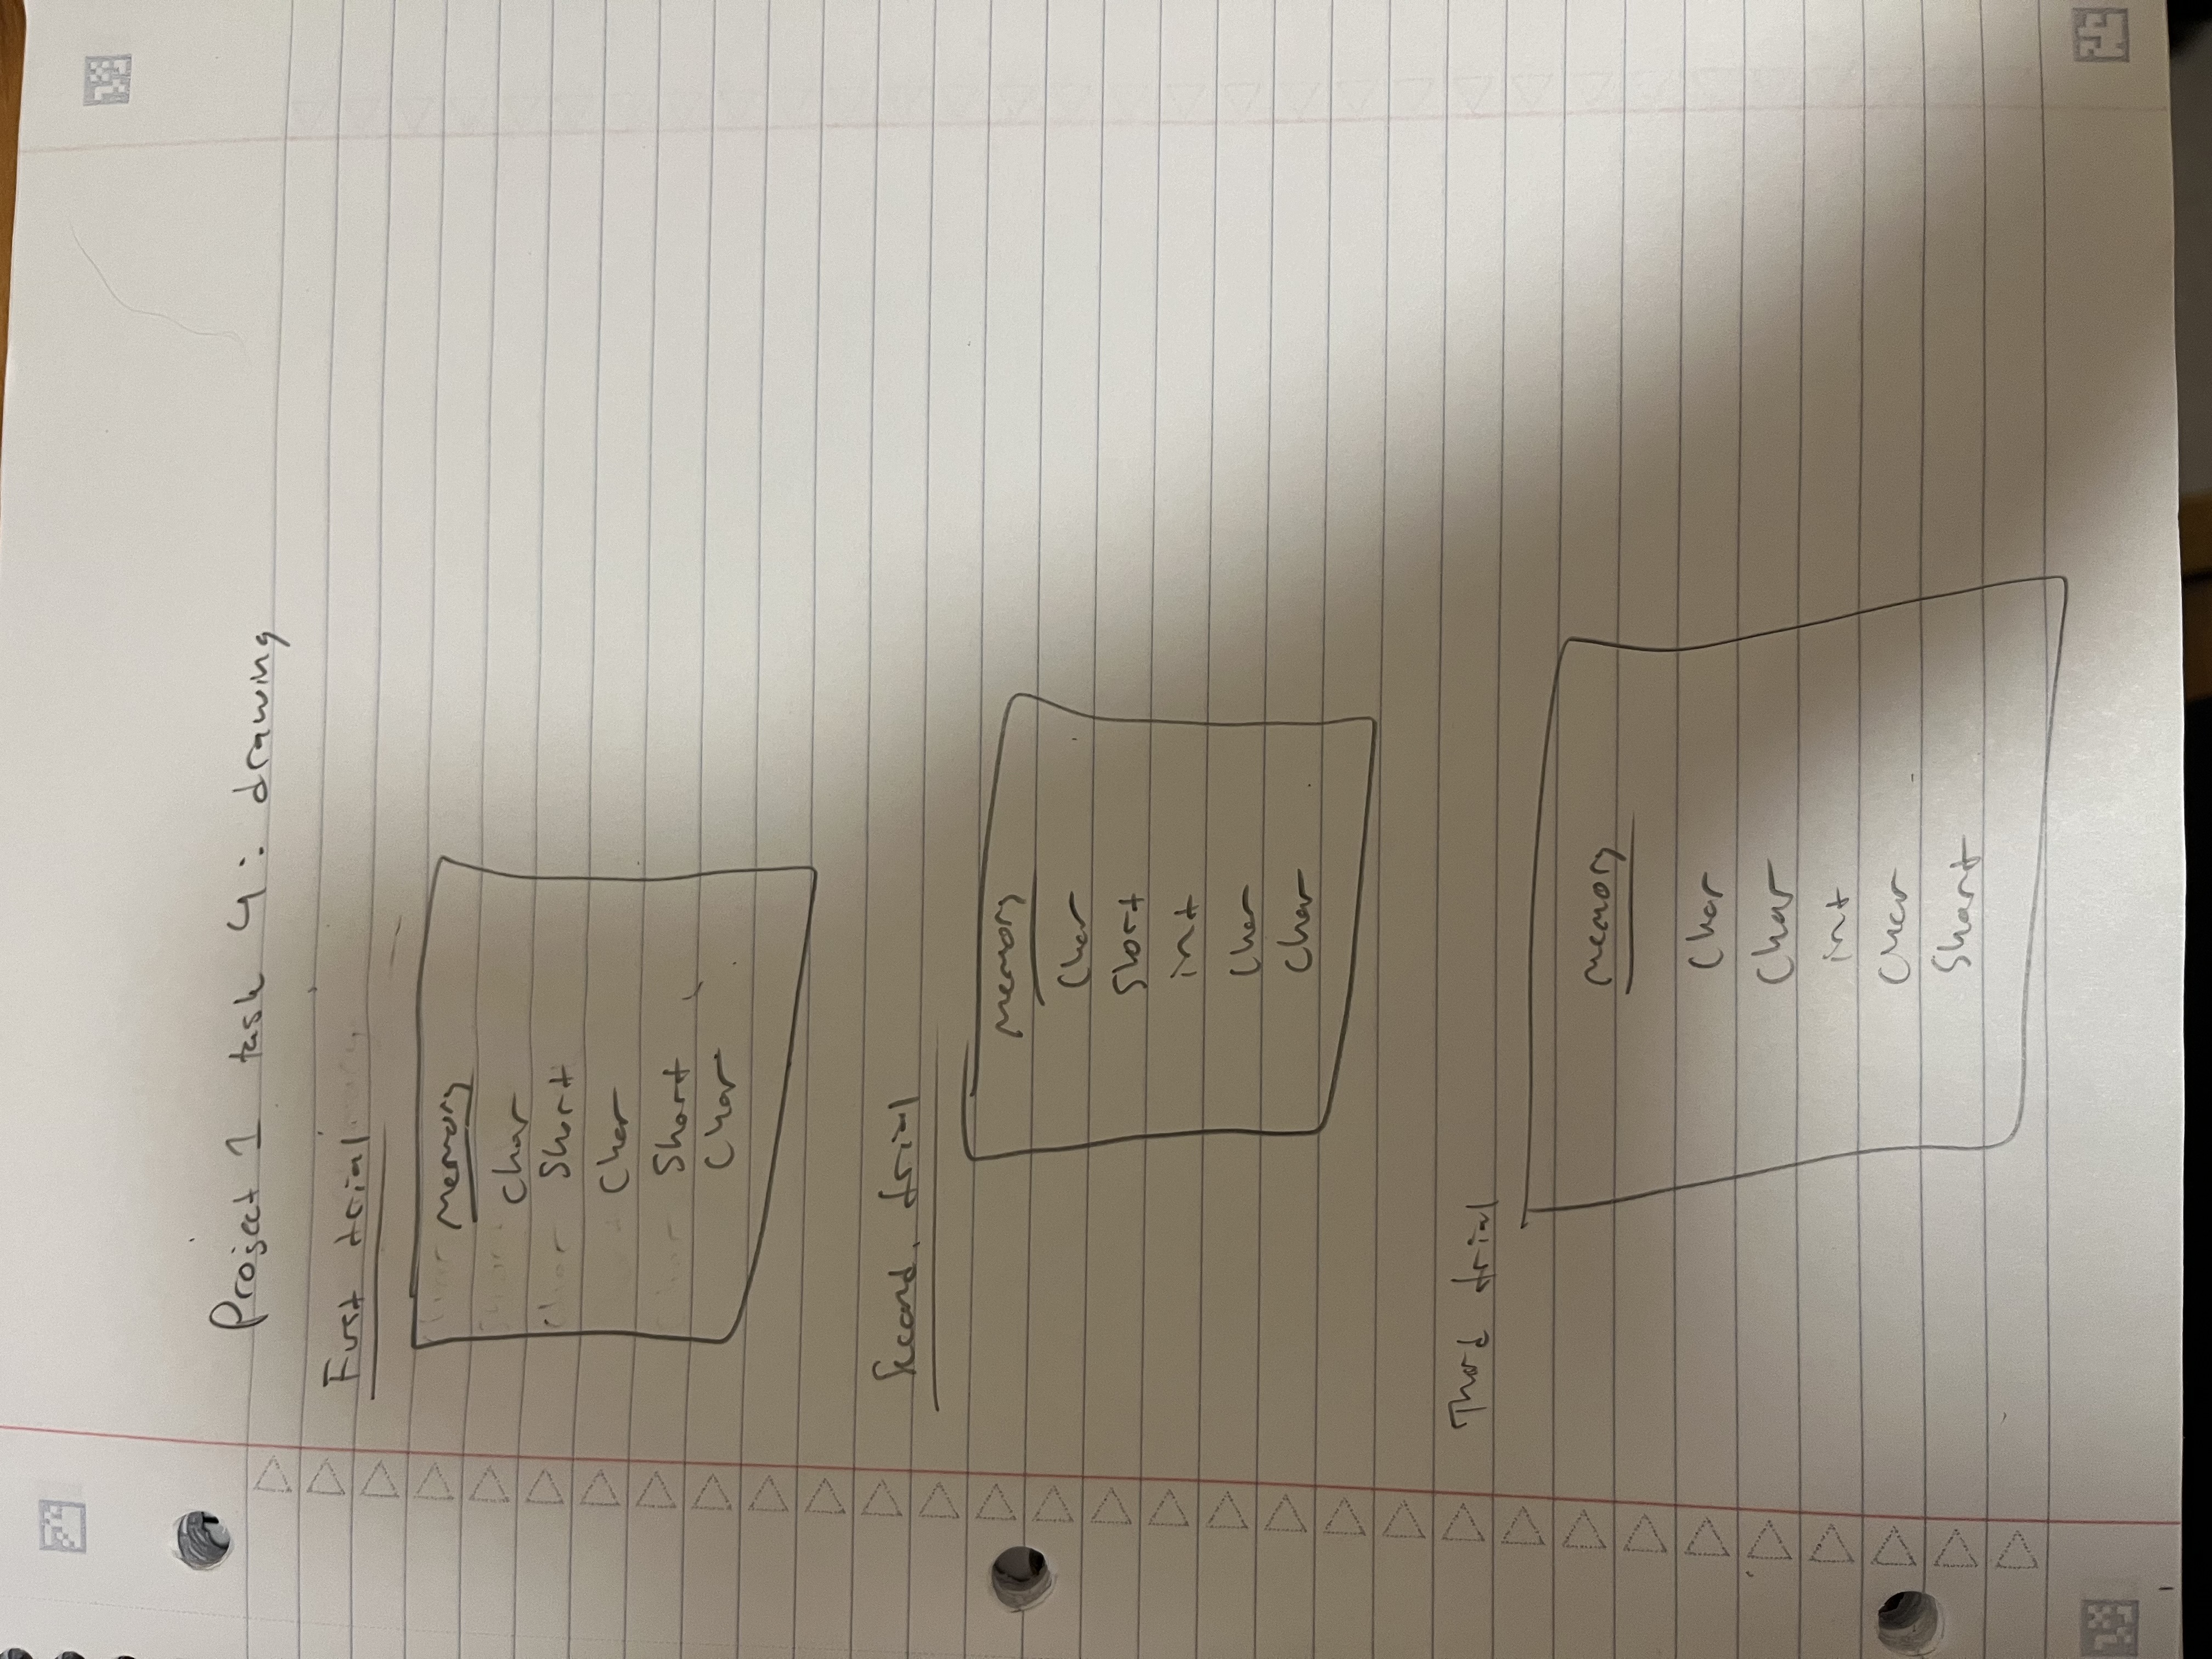 Project 1 task 4: drawing
First trial
Memory
Char
Short
Char
Short
Char
Second. trial
Memory
Char
Short
int
Char
Char
Third trial
Memory
Char
Char
int
Char
Short